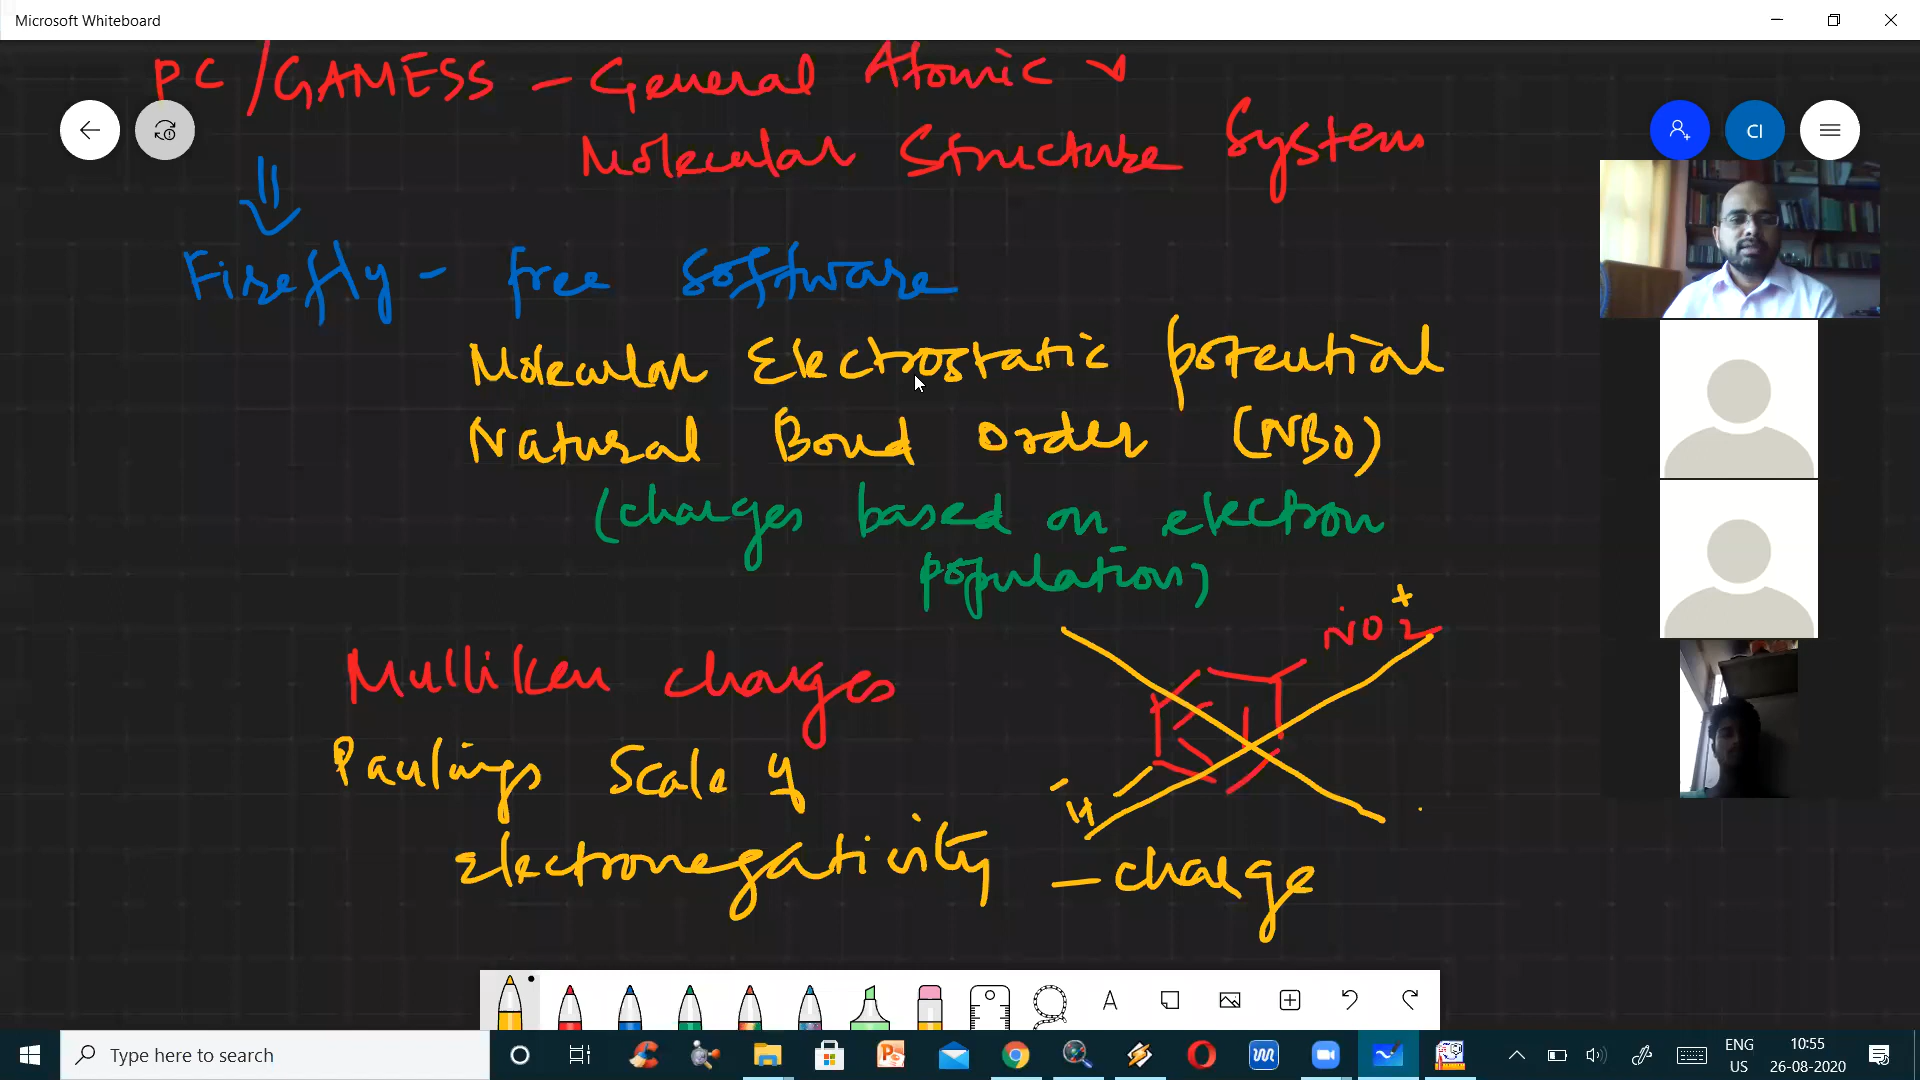 Microsoft Whiteboard
PC/GAMESS - General Atomic &
Molecular Structure System
CI
Firefly - free software
Molecular Electrostatic potential
Natural Bond Order (NBO)
(charges based on electron
population)
NO2 +
Mulliken charges
Paulings Scale of
- H
electronegativity - charge
A
Type here to search
ENG
US
10:55
26-08-2020